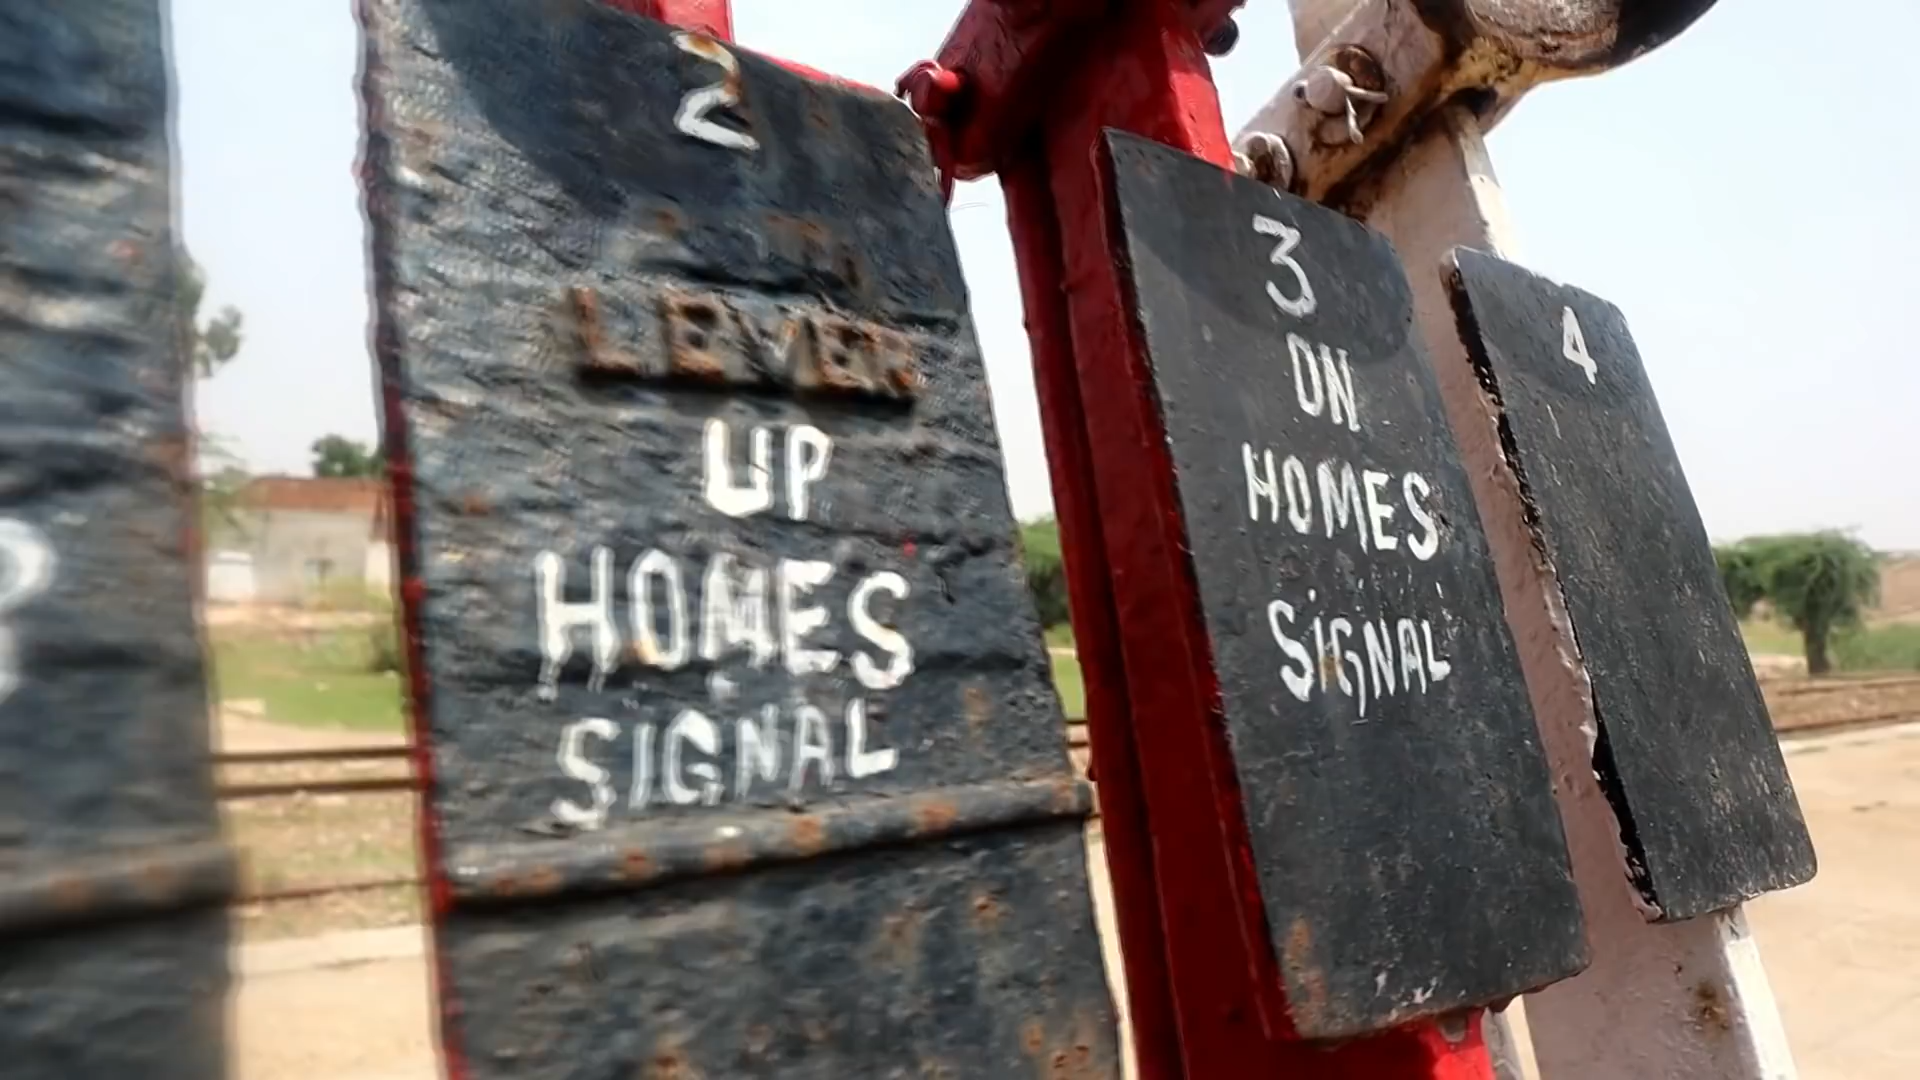 2
LEVER
UP
HOMES
SIGNAL
3
DN
HOMES
SIGNAL
4